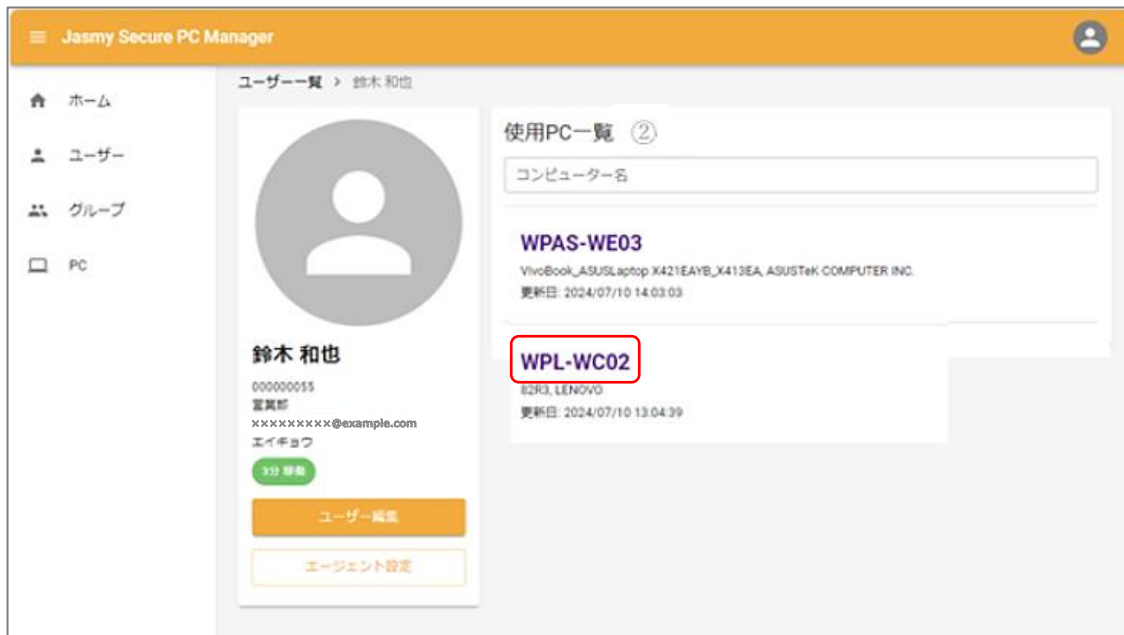 Jasmy Secure PC Manager
ホーム
ユーザー
グループ
PC
ユーザー一覧 > 鈴木 和也
鈴木 和也
000000055
営業部
×××××××××@example.com
エイチョウ
3分 稼働
ユーザー編集
エージェント設定
使用PC一覧 ②
コンピューター名
WPAS-WE03
VivoBook_ASUSLaptop X421EAYB_X413EA, ASUSTeK COMPUTER INC.
更新日: 2024/07/10 14:03:03
WPL-WC02
82R3, LENOVO
更新日: 2024/07/10 13:04:39